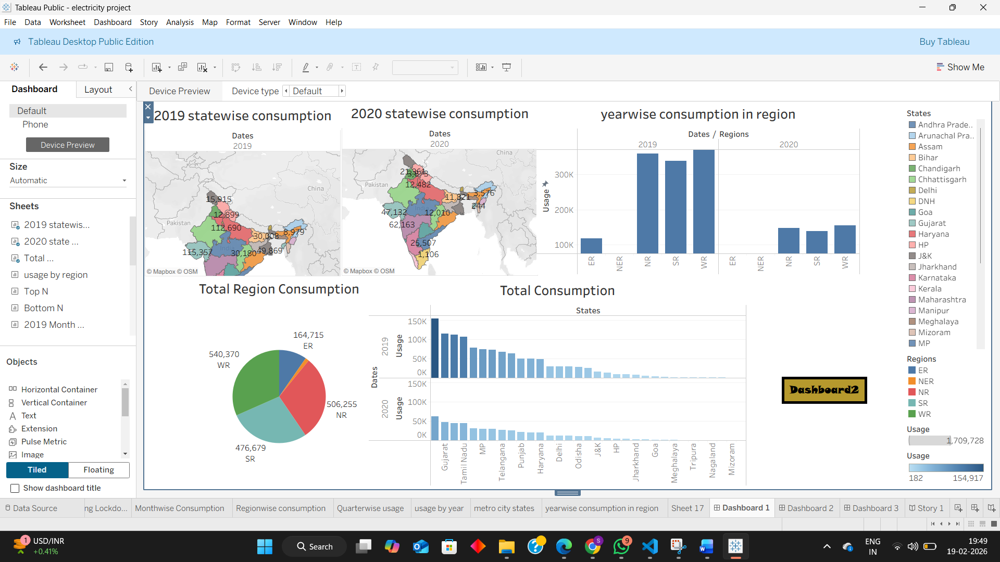 Tableau Public - electricity project
File Data Worksheet Dashboard Story Analysis Map Format Server Window Help
Tableau Desktop Public Edition
Buy Tableau
Show Me
Dashboard
Layout
Device Preview
Device type
Default
Default
Phone
Device Preview
Size
Automatic
Sheets
2019 statewis...
2020 state ...
Total ...
usage by region
Top N
Bottom N
2019 Month ...
Objects
Horizontal Container
Vertical Container
Text
Extension
Pulse Metric
Image
Tiled
Floating
Show dashboard title
2019 statewise consumption
Dates
2019
China
Pakistan
India
15,915
12,899
112,690
30,008
8,979
115,357
30,180
49,869
© Mapbox © OSM
2020 statewise consumption
Dates
2020
China
Pakistan
India
21,361
12,482
11,821
3,576
244
47,132
12,010
62,163
25,507
1,106
© Mapbox © OSM
yearwise consumption in region
Dates / Regions
2019
2020
Usage
300K
200K
100K
ER
NER
NR
SR
WR
ER
NER
NR
SR
WR
Total Region Consumption
164,715
ER
540,370
WR
506,255
NR
476,679
SR
Total Consumption
States
Dates
2019
Usage
150K
100K
50K
0K
2020
Usage
150K
100K
50K
0K
Gujarat
Tamil Nadu
MP
Telangana
Punjab
Haryana
Delhi
Odisha
J&K
HP
Jharkhand
Goa
Meghalaya
Tripura
Nagaland
Mizoram
Dashboard2
States
Andhra Prade..
Arunachal Pra..
Assam
Bihar
Chandigarh
Chhattisgarh
Delhi
DNH
Goa
Gujarat
Haryana
HP
J&K
Jharkhand
Karnataka
Kerala
Maharashtra
Manipur
Meghalaya
Mizoram
MP
Regions
ER
NER
NR
SR
WR
Usage
1,709,728
Usage
182
154,917
Data Source
ng Lockdo...
Monthwise Consumption
Regionwise consumption
Quarterwise usage
usage by year
metro city states
yearwise consumption in region
Sheet 17
Dashboard 1
Dashboard 2
Dashboard 3
Story 1
1
USD/INR
+0.41%
Search
S
9
ENG
IN
19:49
19-02-2026